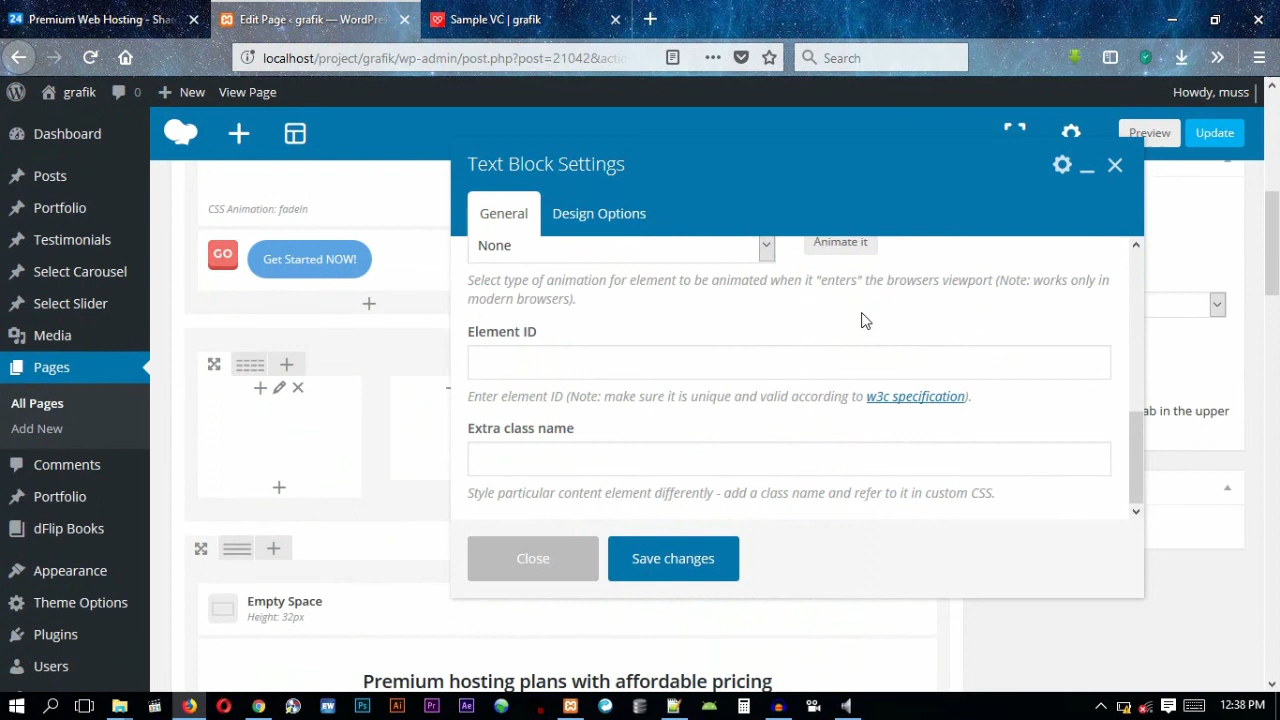 24 Premium Web Hosting - Sha
Edit Page ‹ grafik — WordPres
Sample VC | grafik
localhost/project/grafik/wp-admin/post.php?post=21042&actio
Search
grafik
0
New
View Page
Howdy, muss
Dashboard
Posts
Portfolio
Testimonials
Select Carousel
Select Slider
Media
Pages
All Pages
Add New
Comments
Portfolio
dFlip Books
Appearance
Theme Options
Plugins
Users
Preview
Update
CSS Animation: fadeIn
GO
Get Started NOW!
Text Block Settings
General
Design Options
None
Animate it
Select type of animation for element to be animated when it "enters" the browsers viewport (Note: works only in
modern browsers).
Element ID
Enter element ID (Note: make sure it is unique and valid according to w3c specification).
Extra class name
Style particular content element differently - add a class name and refer to it in custom CSS.
Close
Save changes
ab in the upper
Empty Space
Height: 32px
Premium hosting plans with affordable pricing
EW
Ps
Ai
Pr
Ae
12:38 PM